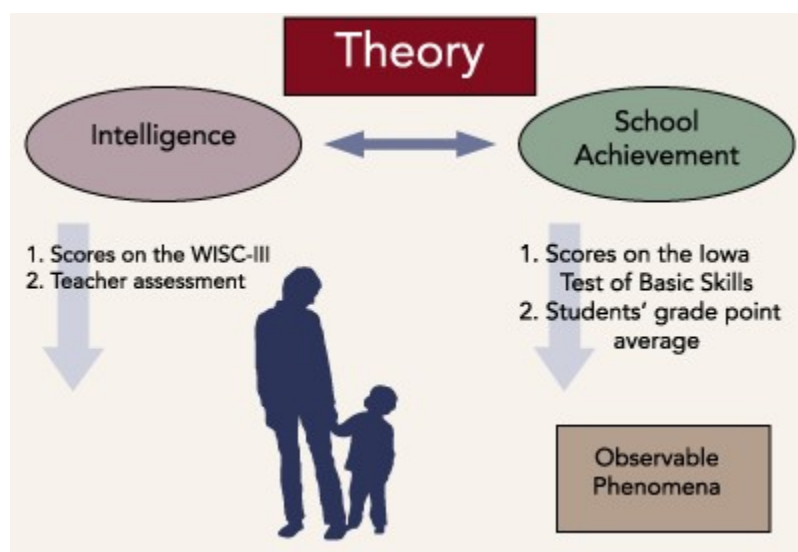 Theory
Intelligence
School
Achievement
1. Scores on the WISC-III
2. Teacher assessment
1. Scores on the Iowa
Test of Basic Skills
2. Students' grade point
average
Observable
Phenomena